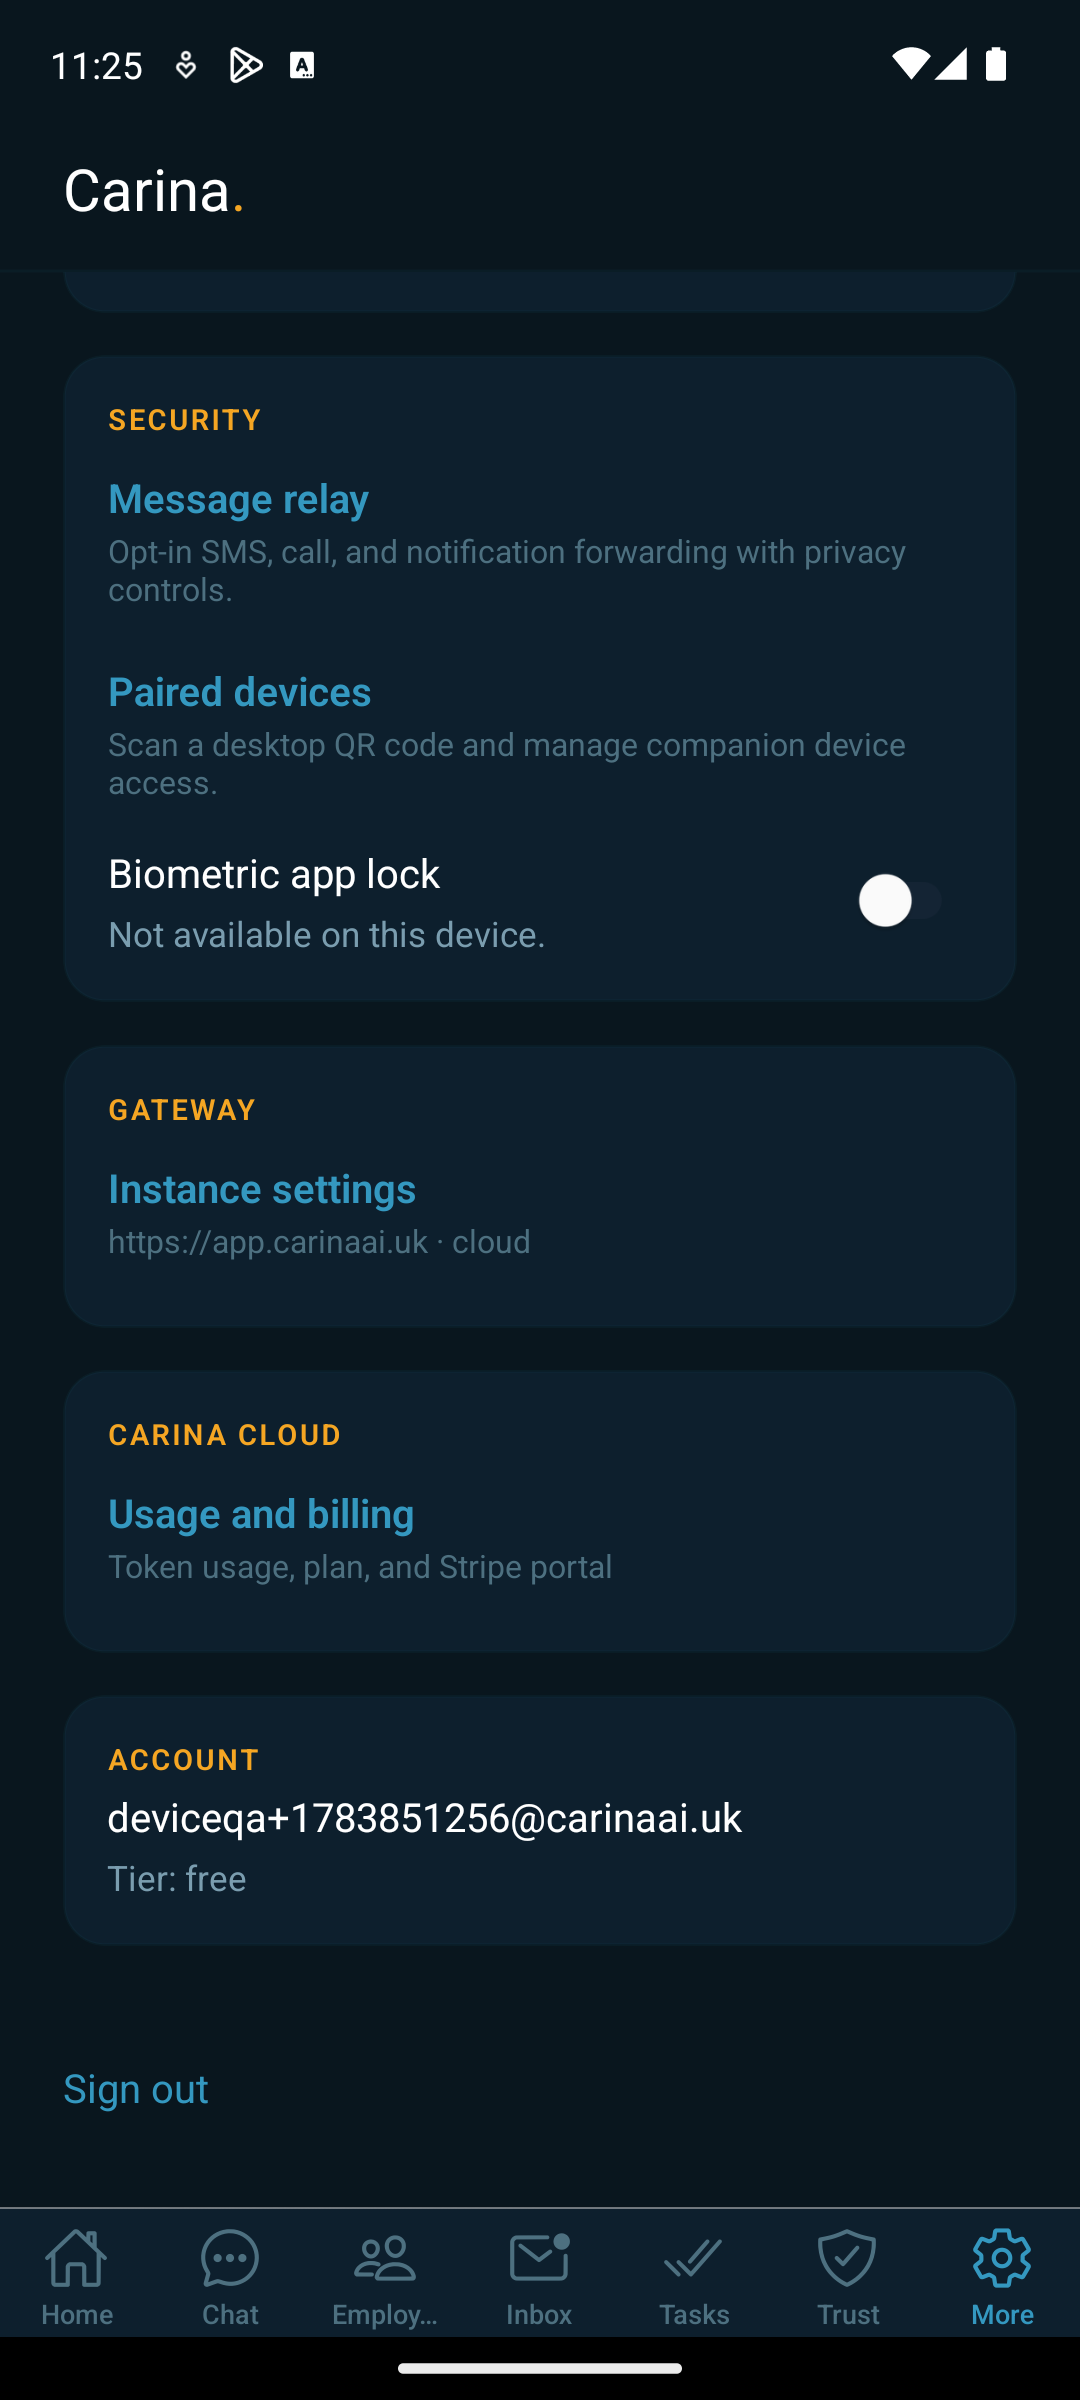 11:25
Carina.
SECURITY
Message relay
Opt-in SMS, call, and notification forwarding with privacy
controls.
Paired devices
Scan a desktop QR code and manage companion device
access.
Biometric app lock
Not available on this device.
GATEWAY
Instance settings
https://app.carinaai.uk · cloud
CARINA CLOUD
Usage and billing
Token usage, plan, and Stripe portal
ACCOUNT
deviceqa+1783851256@carinaai.uk
Tier: free
Sign out
Home Chat Employ... Inbox Tasks Trust More